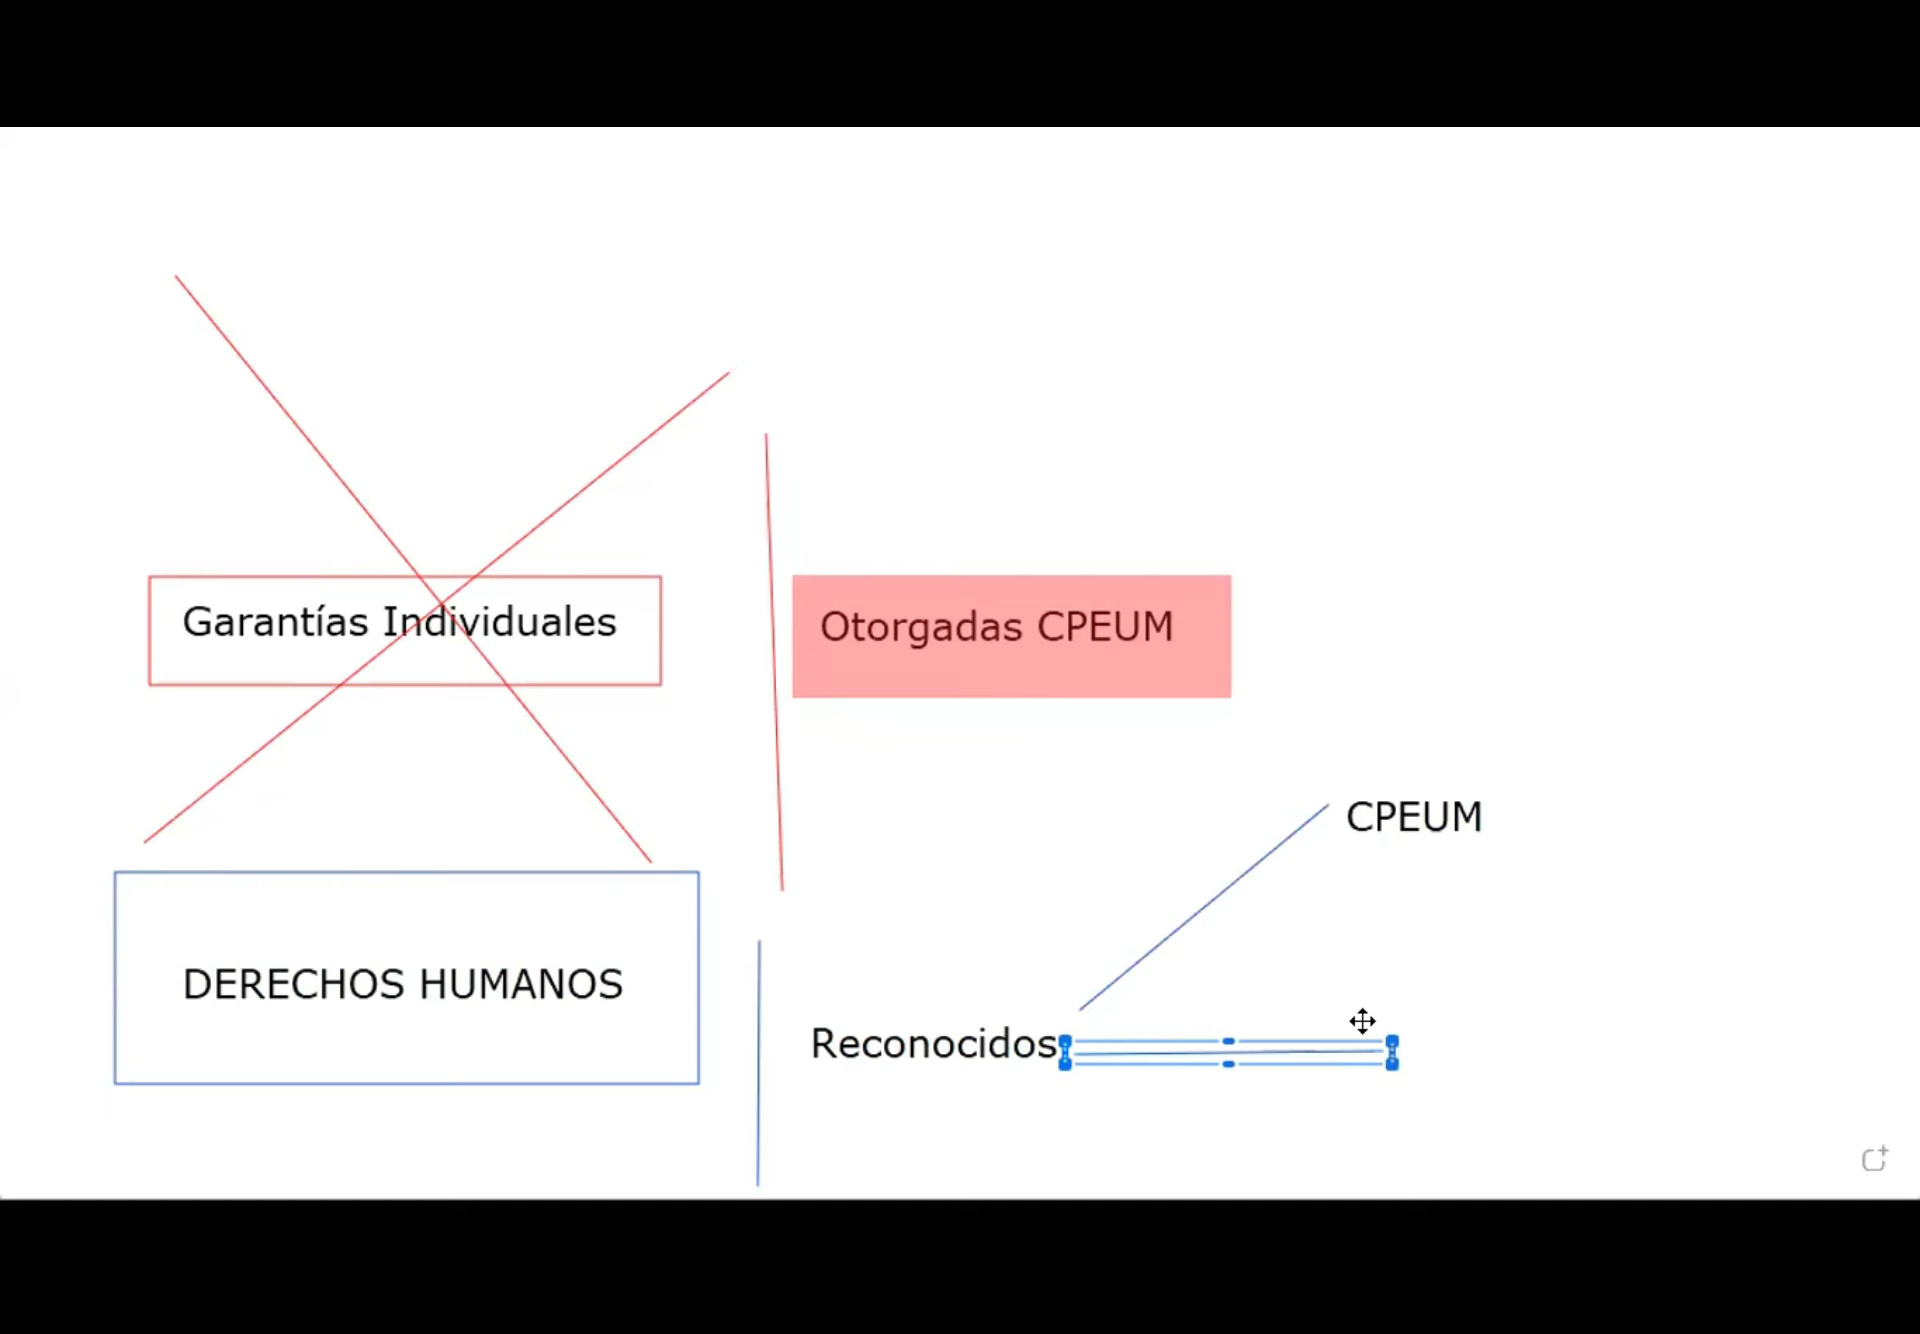 Garantías Individuales
Otorgadas CPEUM
CPEUM
DERECHOS HUMANOS
Reconocidos